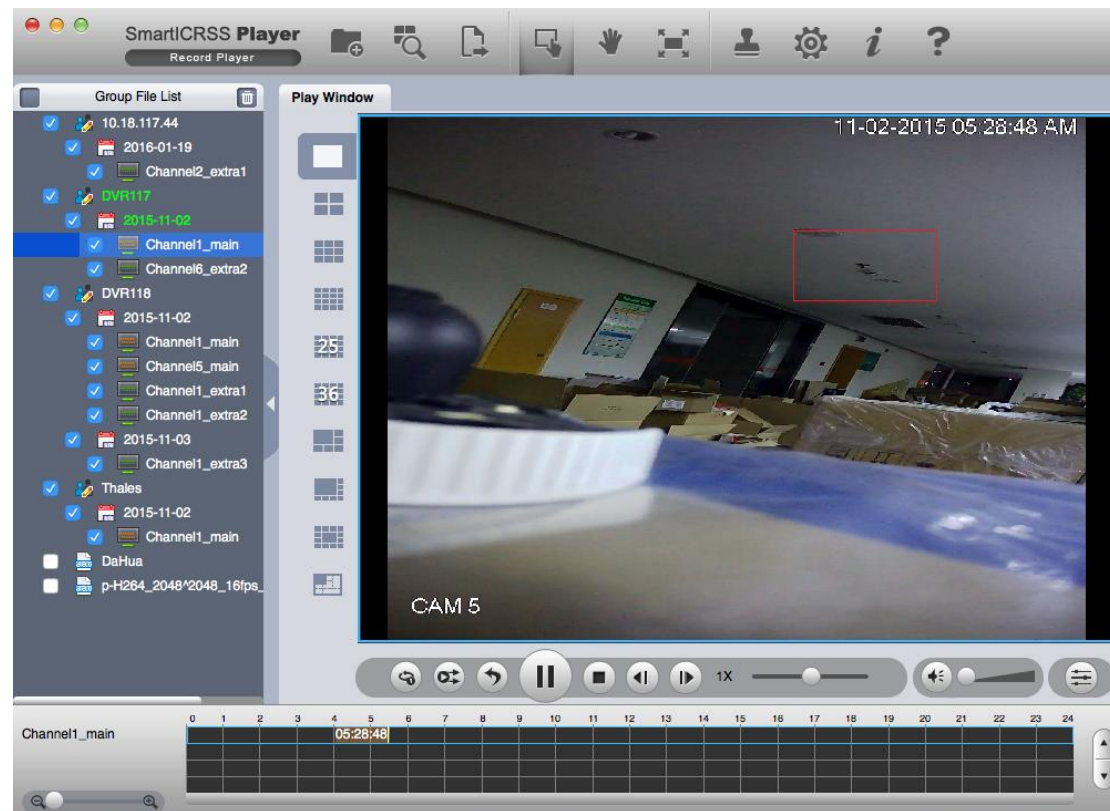 SmartICRSS Player
Record Player
Group File List
Play Window
10.18.117.44
2016-01-19
Channel2_extra1
DVR117
2015-11-02
Channel1_main
Channel6_extra2
DVR118
2015-11-02
Channel1_main
Channel5_main
Channel1_extra1
Channel1_extra2
2015-11-03
Channel1_extra3
Thales
2015-11-02
Channel1_main
DaHua
p-H264_2048^2048_16fps_
25
36
11-02-2015 05:28:48 AM
CAM 5
1X
0 1 2 3 4 5 6 7 8 9 10 11 12 13 14 15 16 17 18 19 20 21 22 23 24
Channel1_main
05:28:48